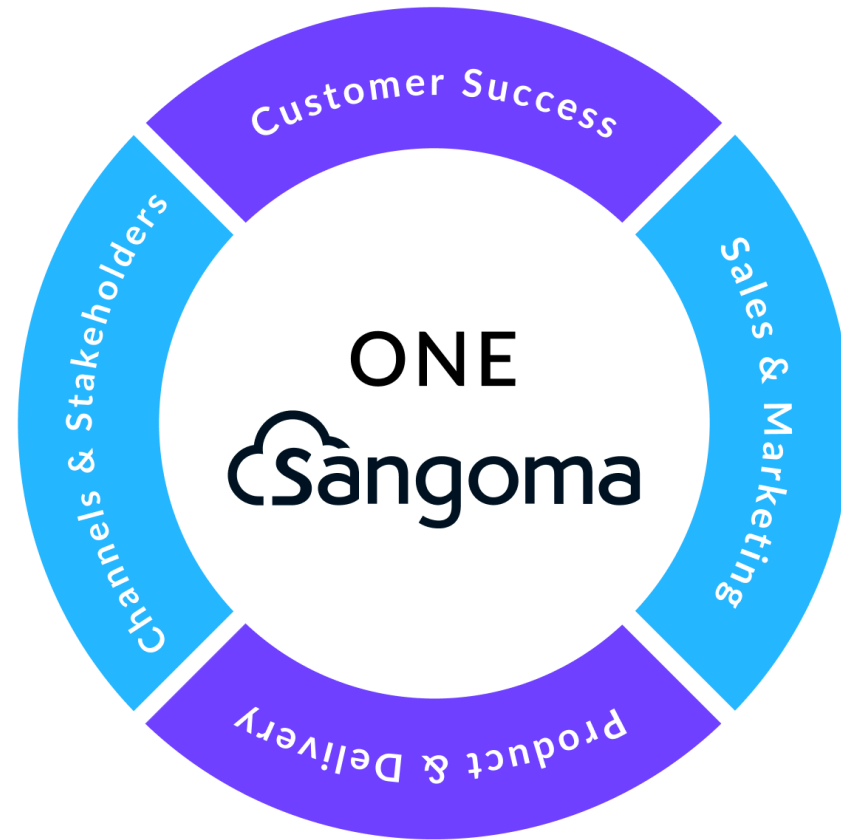 Customer Success
Sales & Marketing
Product & Delivery
Channels & Stakeholders
ONE
Sangoma